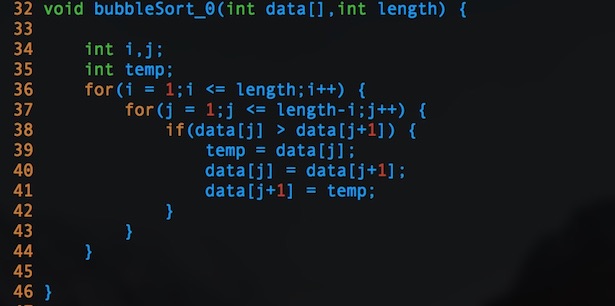 32 void bubbleSort_0(int data[],int length) {
33
34     int i,j;
35     int temp;
36     for(i = 1;i <= length;i++) {
37         for(j = 1;j <= length-i;j++) {
38             if(data[j] > data[j+1]) {
39                 temp = data[j];
40                 data[j] = data[j+1];
41                 data[j+1] = temp;
42             }
43         }
44     }
45
46 }